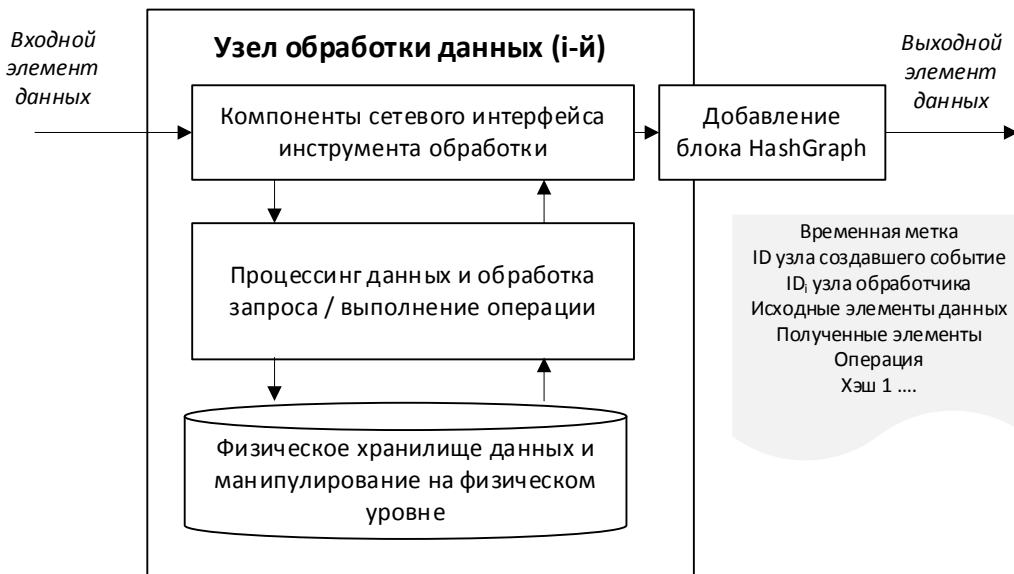 Входной
элемент
данных
Узел обработки данных (i-й)
Выходной
элемент
данных
Компоненты сетевого интерфейса
инструмента обработки
Добавление
блока HashGraph
Процессинг данных и обработка
запроса / выполнение операции
Физическое хранилище данных и
манипулирование на физическом
уровне
Временная метка
ID узла создавшего событие
IDi узла обработчика
Исходные элементы данных
Полученные элементы
Операция
Хэш 1 ....